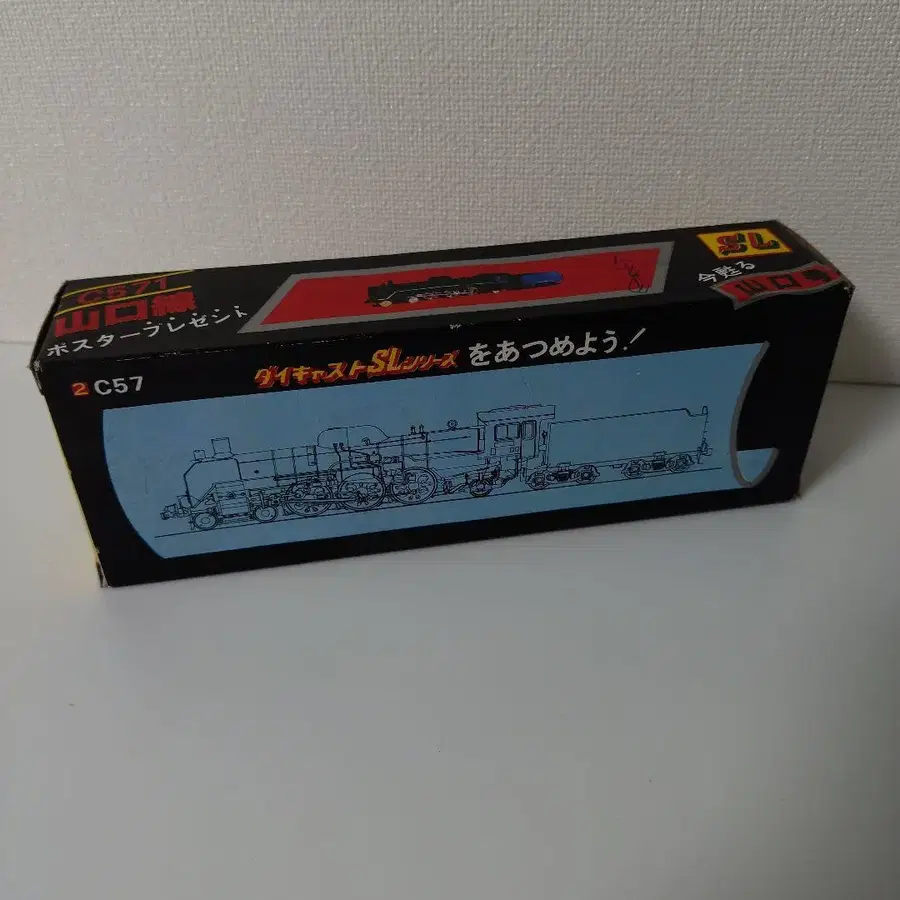 C571
山口線
ポスタープレゼント
SL
今甦る
山口線
ダイキャストSLシリーズをあつめよう!
2 C57